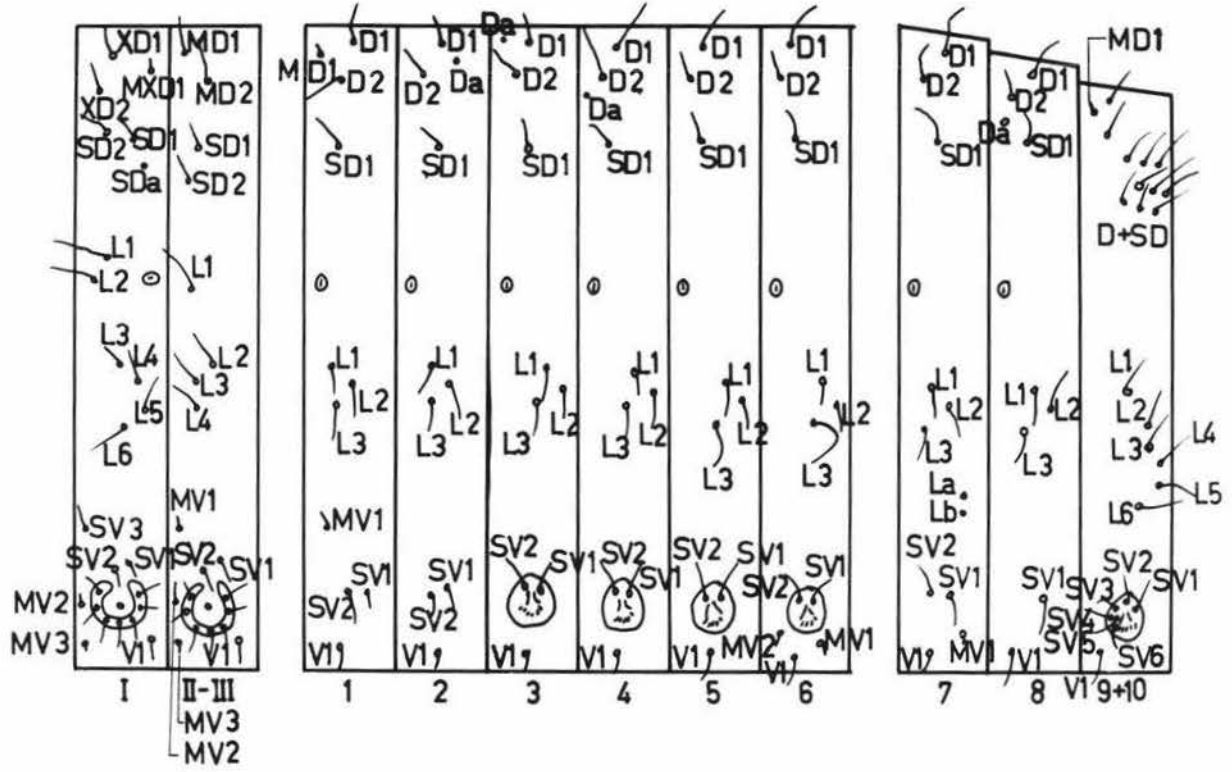 XD1 MD1 MXD1 MD2 XD2
SD2 SD1 SD1 SDa SD2
L1 L2 L1
L3 L4 L2 L5 L3 L4 L6
MV1 SV3 SV2 SV1 SV2 SV1
MV2
MV3 V1 V1
I II-III
MV3
MV2
MD1 D1 D2 SD1
L1 L2 L3
MV1
SV1 SV2
V1
1
D1 Da D2 SD1
L1 L2 L3
SV1 SV2
V1
2
Da D1 D2 SD1
L1 L2 L3
SV2 SV1
V1
3
D1 D2 Da SD1
L1 L2 L3
SV2 SV1
V1
4
D1 D2 SD1
L1 L2 L3
SV2 SV1
V1
5
D1 D2 SD1
L2 L3
SV2
MV2 MV1
V1
6
D1 D2 SD1
L1 L2 L3
La
Lb
SV2 SV1
V1 MV1
7
D1 D2 Da SD1
L1 L2 L3
SV1
V1
8
MD1
D+SD
L1 L2 L3 L4 L5 L6
SV2 SV3 SV1 SV4 SV5 SV6
V1 9+10